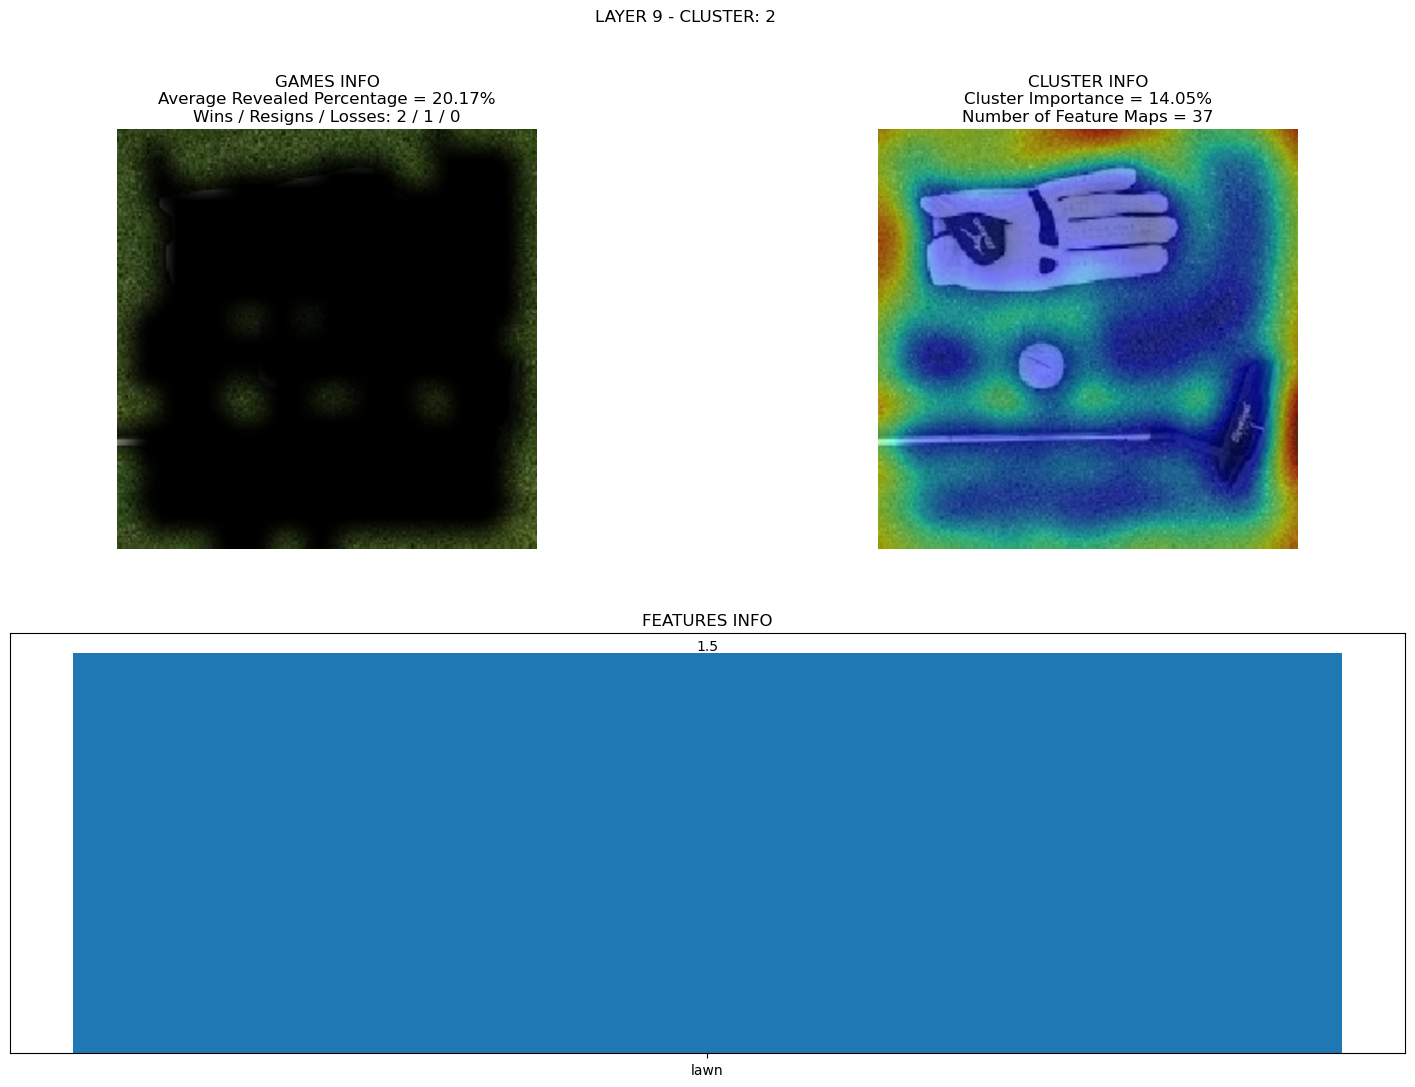 LAYER 9 - CLUSTER: 2
GAMES INFO
Average Revealed Percentage = 20.17%
Wins / Resigns / Losses: 2 / 1 / 0
CLUSTER INFO
Cluster Importance = 14.05%
Number of Feature Maps = 37
FEATURES INFO
1.5
lawn